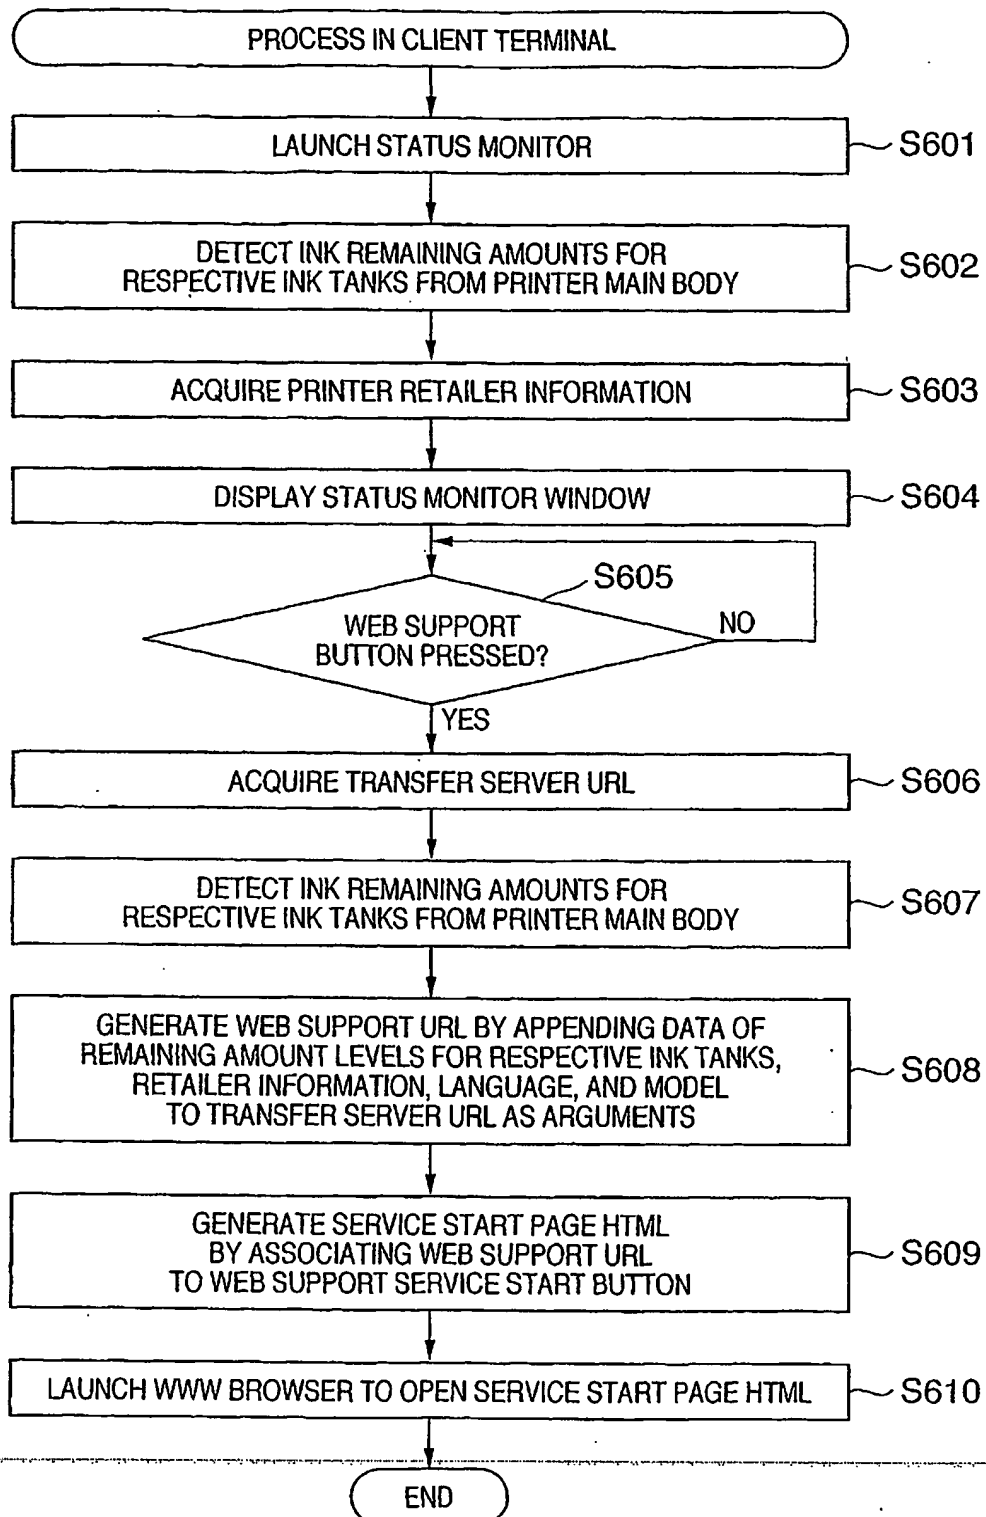 PROCESS IN CLIENT TERMINAL
LAUNCH STATUS MONITOR
S601
DETECT INK REMAINING AMOUNTS FOR
RESPECTIVE INK TANKS FROM PRINTER MAIN BODY
S602
ACQUIRE PRINTER RETAILER INFORMATION
S603
DISPLAY STATUS MONITOR WINDOW
S604
S605
WEB SUPPORT
BUTTON PRESSED?
NO
YES
ACQUIRE TRANSFER SERVER URL
S606
DETECT INK REMAINING AMOUNTS FOR
RESPECTIVE INK TANKS FROM PRINTER MAIN BODY
S607
GENERATE WEB SUPPORT URL BY APPENDING DATA OF
REMAINING AMOUNT LEVELS FOR RESPECTIVE INK TANKS,
RETAILER INFORMATION, LANGUAGE, AND MODEL
TO TRANSFER SERVER URL AS ARGUMENTS
S608
GENERATE SERVICE START PAGE HTML
BY ASSOCIATING WEB SUPPORT URL
TO WEB SUPPORT SERVICE START BUTTON
S609
LAUNCH WWW BROWSER TO OPEN SERVICE START PAGE HTML
S610
END